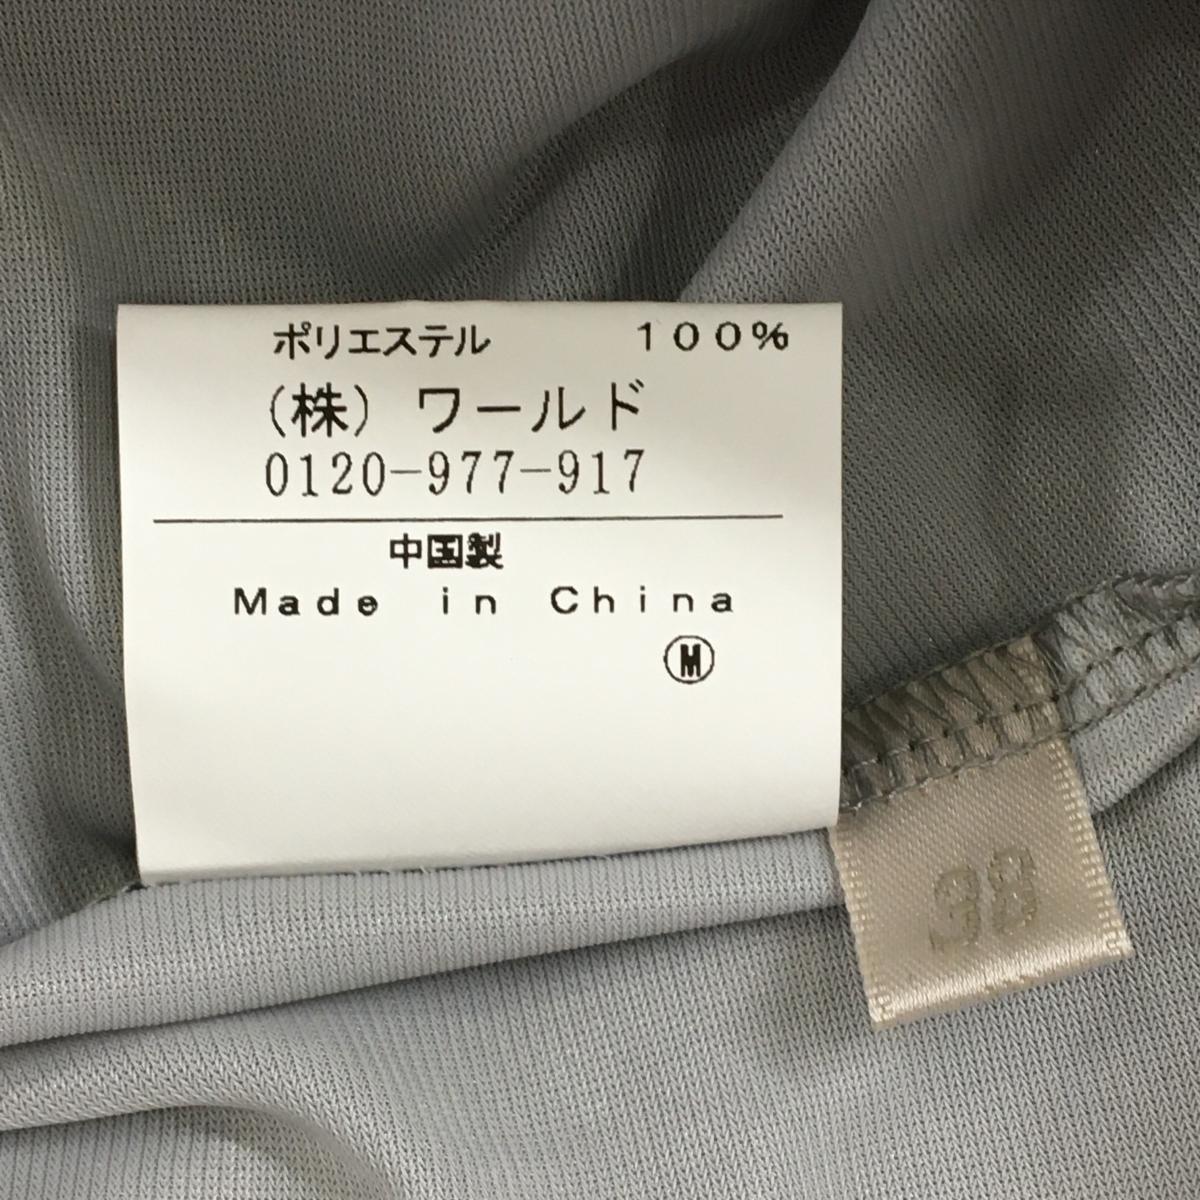 ポリエステル 100%
(株) ワールド
0120-977-917
中国製
Made in China
M
38